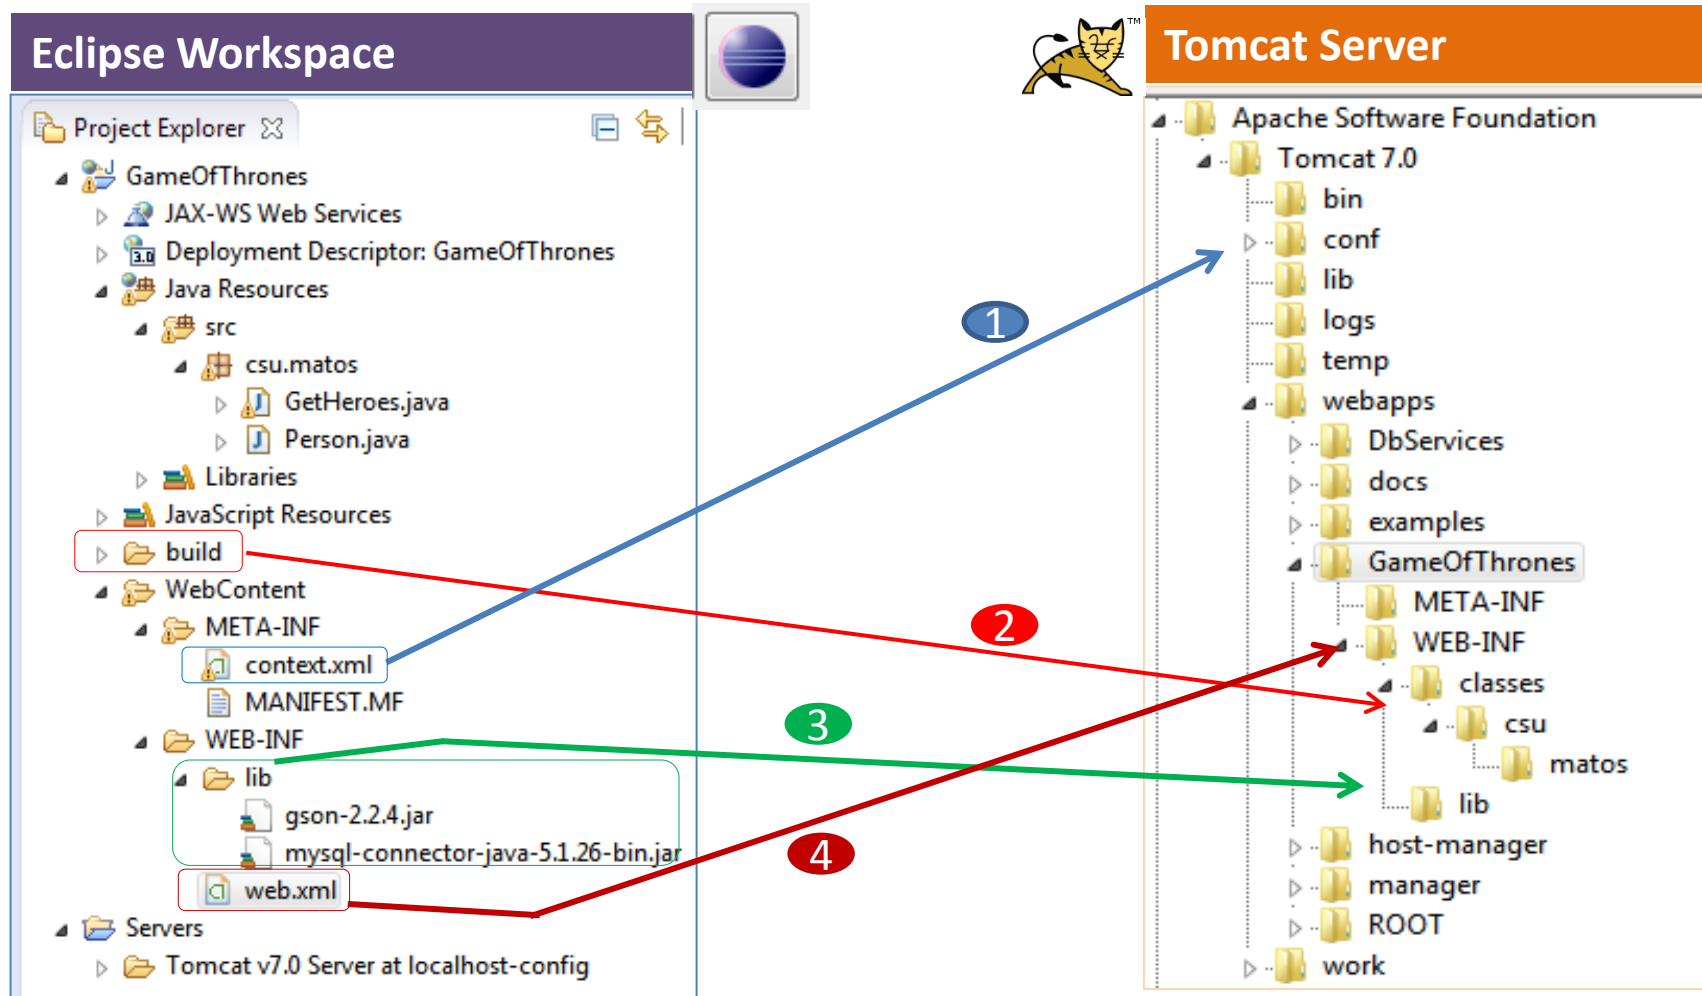 Eclipse Workspace
Project Explorer
GameOfThrones
JAX-WS Web Services
3.0 Deployment Descriptor: GameOfThrones
Java Resources
src
csu.matos
J GetHeroes.java
J Person.java
Libraries
JavaScript Resources
build
WebContent
META-INF
context.xml
MANIFEST.MF
WEB-INF
lib
gson-2.2.4.jar
mysql-connector-java-5.1.26-bin.jar
web.xml
Servers
Tomcat v7.0 Server at localhost-config
1
2
3
4
TM
Tomcat Server
Apache Software Foundation
Tomcat 7.0
bin
conf
lib
logs
temp
webapps
DbServices
docs
examples
GameOfThrones
META-INF
WEB-INF
classes
csu
matos
lib
host-manager
manager
ROOT
work